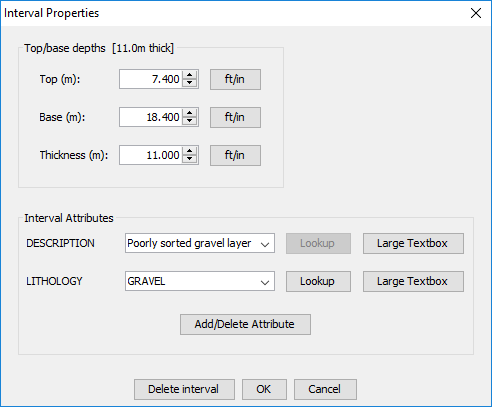 Interval Properties
Top/base depths [11.0m thick]
Top (m): 7.400 ft/in
Base (m): 18.400 ft/in
Thickness (m): 11.000 ft/in
Interval Attributes
DESCRIPTION Poorly sorted gravel layer Lookup Large Textbox
LITHOLOGY GRAVEL Lookup Large Textbox
Add/Delete Attribute
Delete interval OK Cancel